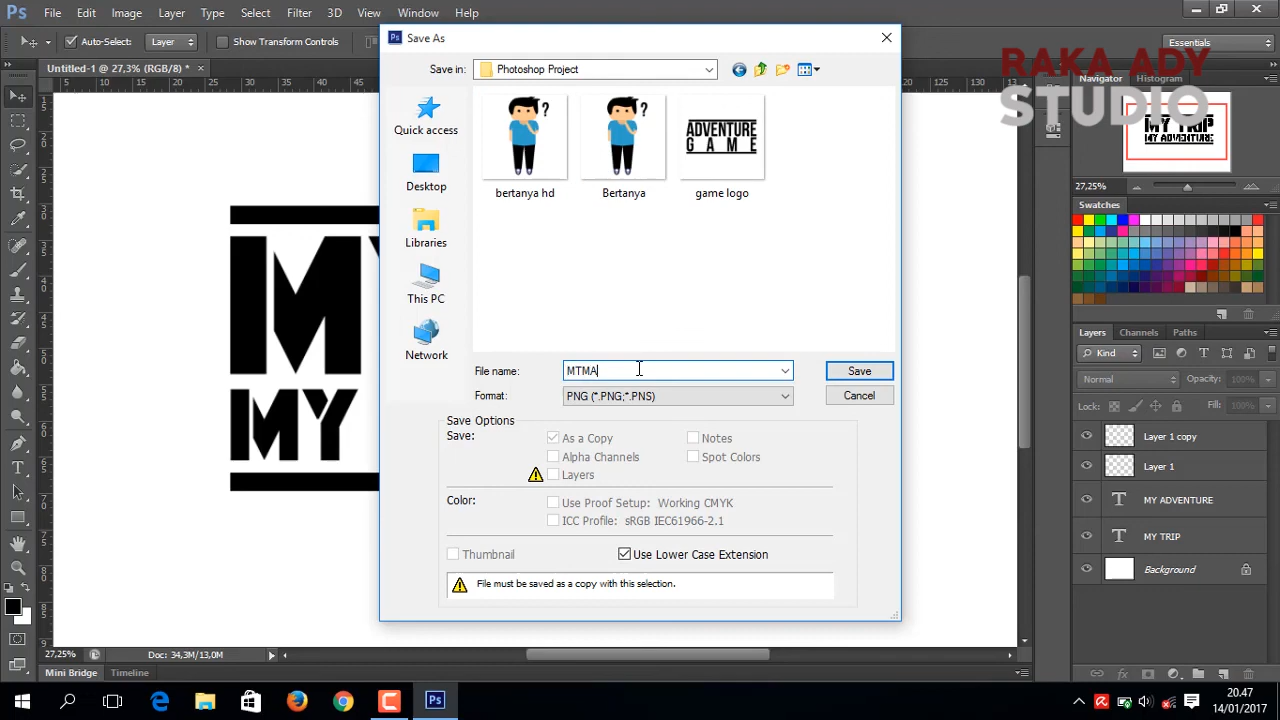 Ps File Edit Image Layer Type Select Filter 3D View Window Help
Auto-Select: Layer Show Transform Controls Essentials
Untitled-1 @ 27,3% (RGB/8) *
RAKA ADY
STUDIO
Save As
Save in: Photoshop Project
Quick access
Desktop
Libraries
This PC
Network
?
?
ADVENTURE
GAME
bertanya hd Bertanya game logo
File name: MTMA Save
Format: PNG (*.PNG;*.PNS) Cancel
Save Options
Save: As a Copy Notes
Alpha Channels Spot Colors
Layers
Color: Use Proof Setup: Working CMYK
ICC Profile: sRGB IEC61966-2.1
Thumbnail Use Lower Case Extension
File must be saved as a copy with this selection.
MY
MY
Navigator Histogram
MY TRIP
MY ADVENTURE
27,25%
Swatches
Layers Channels Paths
Kind
Normal Opacity: 100%
Lock: Fill: 100%
Layer 1 copy
Layer 1
T MY ADVENTURE
T MY TRIP
Background
27,25% Doc: 34,3M/13,0M
Mini Bridge Timeline
20.47
14/01/2017